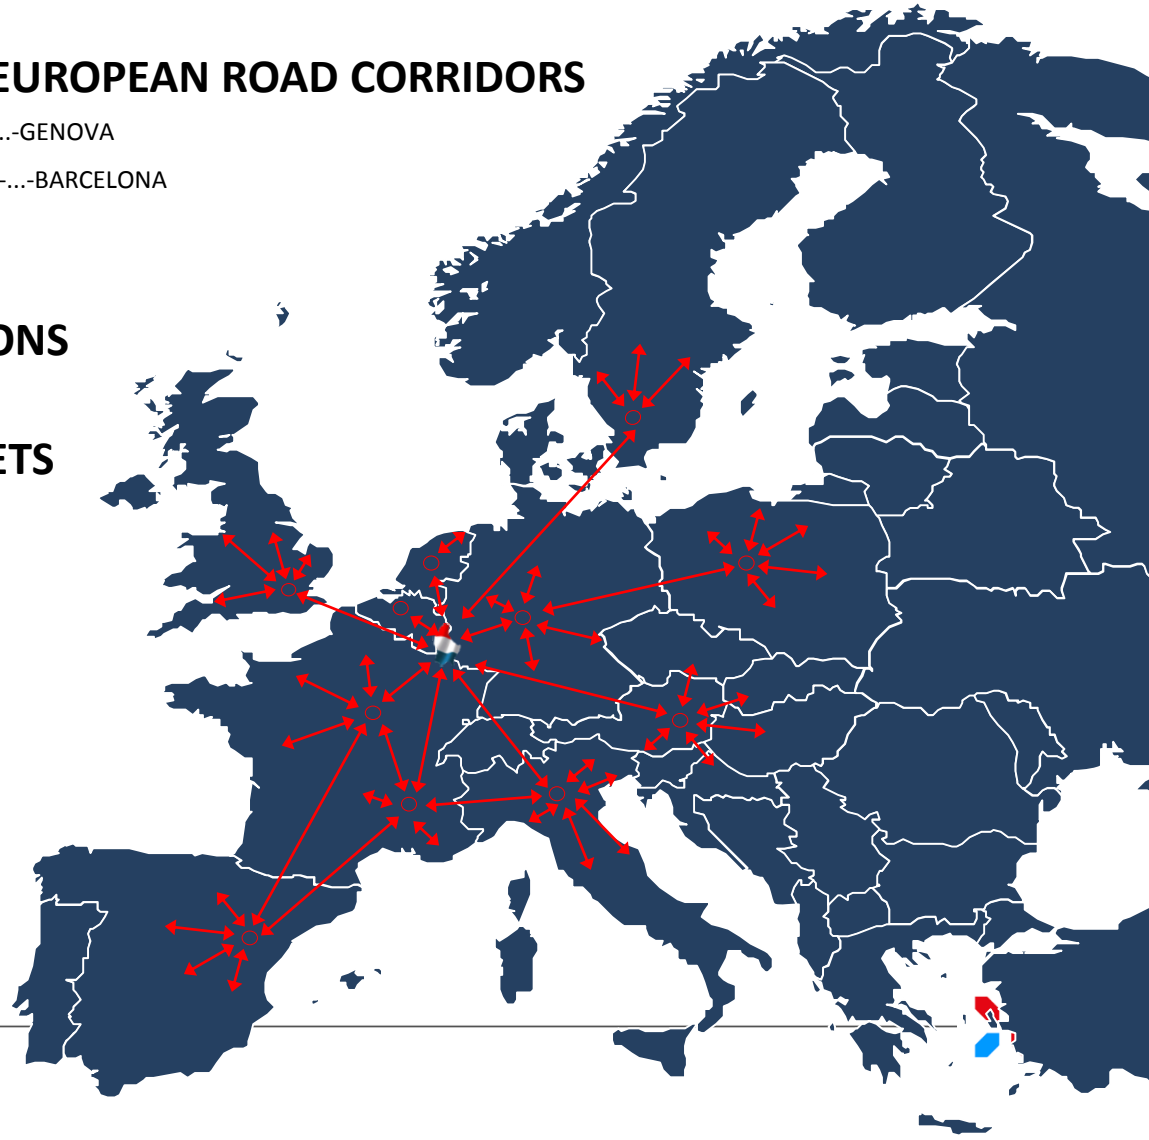 EUROPEAN ROAD CORRIDORS
..-GENOVA
-...-BARCELONA
ONS
ETS